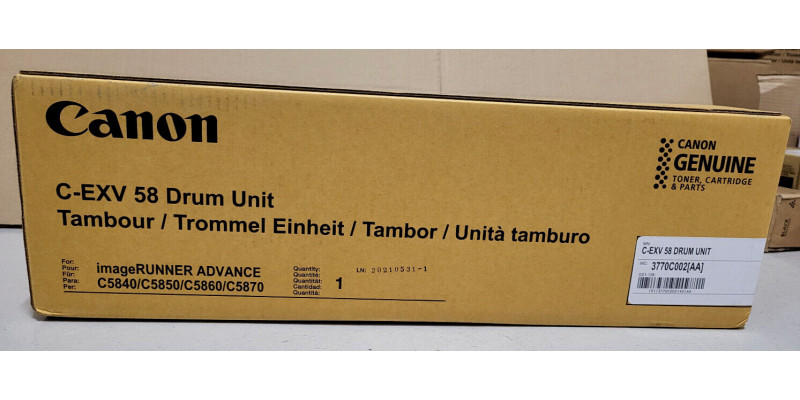 Canon
CANON
GENUINE
TONER, CARTRIDGE
& PARTS
C-EXV 58 Drum Unit
Tambour / Trommel Einheit / Tambor / Unità tamburo
For:
Pour:
Für:
Para:
Per:
imageRUNNER ADVANCE
C5840/C5850/C5860/C5870
Quantity:
Quantité:
Quantität:
Cantidad:
Quantità:
1
LN: 20210531-1
C-EXV 58 DRUM UNIT
3770C002[AA]
BLACK